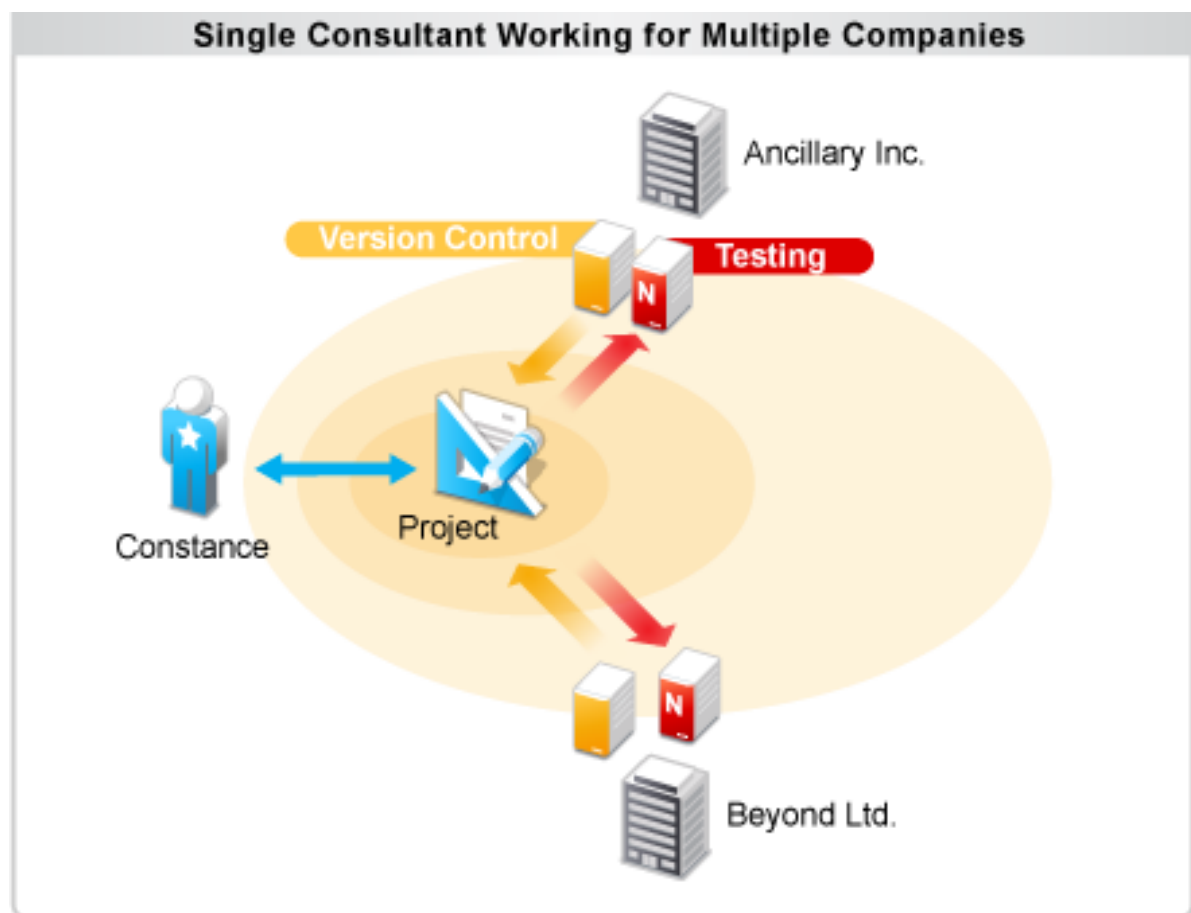 Single Consultant Working for Multiple Companies
Ancillary Inc.
Version Control
Testing
N
Project
Constance
N
Beyond Ltd.